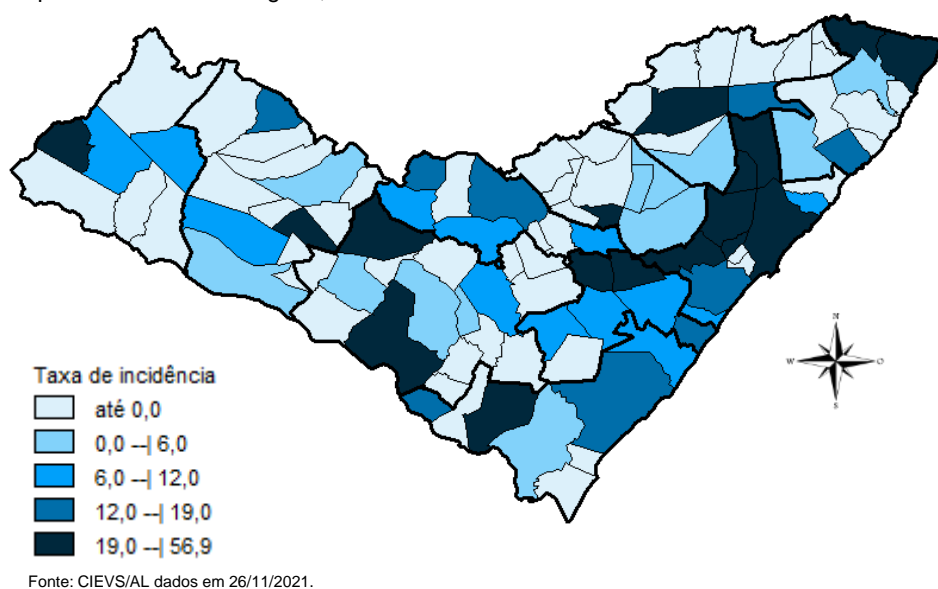 Taxa de incidência
até 0,0
0,0 --| 6,0
6,0 --| 12,0
12,0 --| 19,0
19,0 --| 56,9
N
W
O
S
Fonte: CIEVS/AL dados em 26/11/2021.